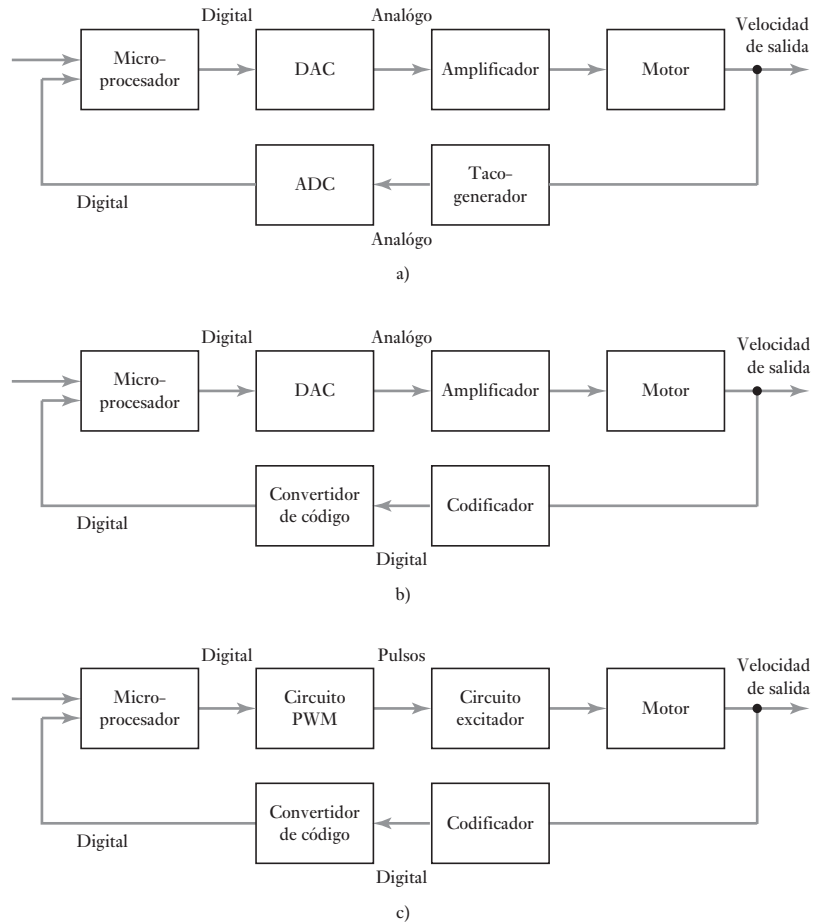 Digital
Analógo
Velocidad
de salida
Micro-
procesador
DAC
Amplificador
Motor
ADC
Taco-
generador
Digital
Analógo
a)
Digital
Analógo
Velocidad
de salida
Micro-
procesador
DAC
Amplificador
Motor
Convertidor
de código
Codificador
Digital
Digital
b)
Digital
Pulsos
Velocidad
de salida
Micro-
procesador
Circuito
PWM
Circuito
excitador
Motor
Convertidor
de código
Codificador
Digital
Digital
c)